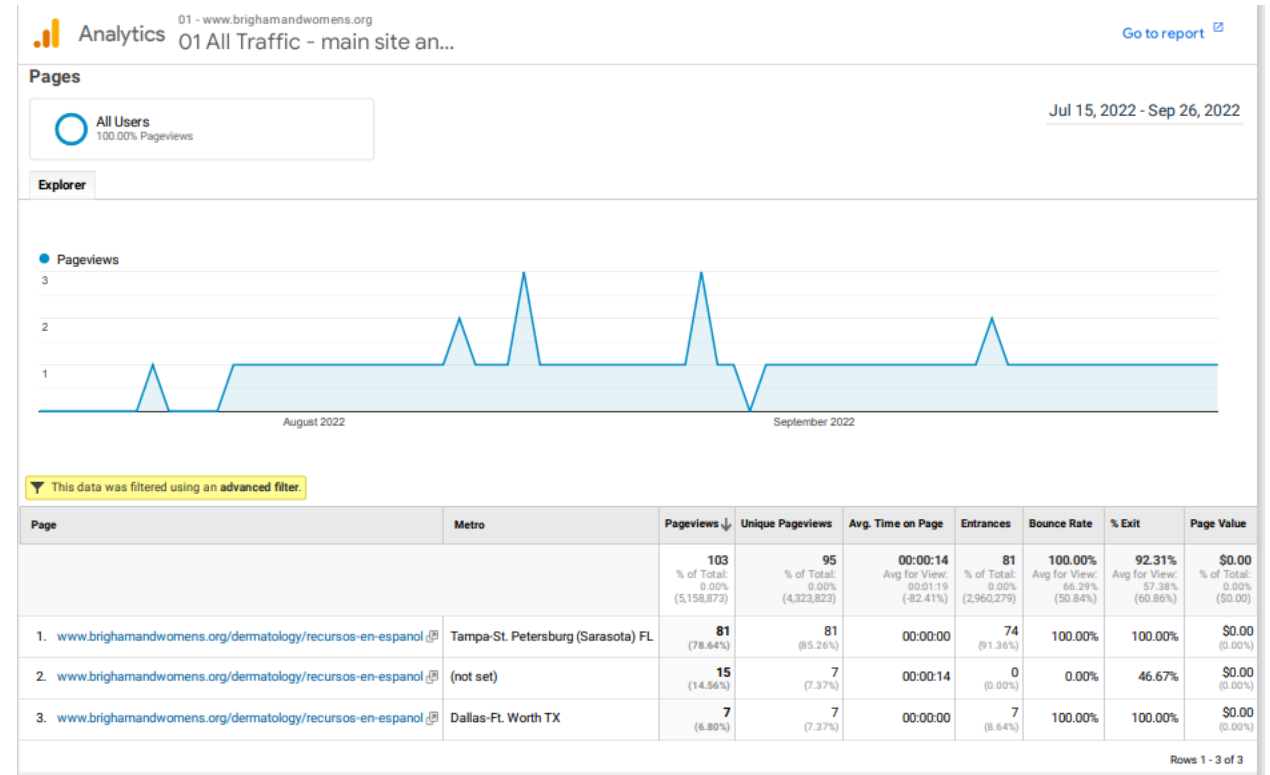 Analytics
01 - www.brighamandwomens.org
01 All Traffic - main site an...
Go to report
Pages
All Users
100.00% Pageviews
Jul 15, 2022 - Sep 26, 2022
Explorer
Pageviews
3
2
1
August 2022 September 2022
This data was filtered using an advanced filter.
Page Metro Pageviews Unique Pageviews Avg. Time on Page Entrances Bounce Rate % Exit Page Value
103 95 00:00:14 81 100.00% 92.31% $0.00
% of Total: % of Total: Avg for View: % of Total: Avg for View: Avg for View: % of Total:
0.00% 0.00% 00:01:19 0.00% 66.29% 57.38% 0.00%
(5,158,873) (4,323,823) (-82.41%) (2,960,279) (50.84%) (60.86%) ($0.00)
1. www.brighamandwomens.org/dermatology/recursos-en-espanol Tampa-St. Petersburg (Sarasota) FL 81 81 00:00:00 74 100.00% 100.00% $0.00
(78.64%) (85.26%) (91.36%) (0.00%)
2. www.brighamandwomens.org/dermatology/recursos-en-espanol (not set) 15 7 00:00:14 0 0.00% 46.67% $0.00
(14.56%) (7.37%) (0.00%) (0.00%)
3. www.brighamandwomens.org/dermatology/recursos-en-espanol Dallas-Ft. Worth TX 7 7 00:00:00 7 100.00% 100.00% $0.00
(6.80%) (7.37%) (8.64%) (0.00%)
Rows 1 - 3 of 3